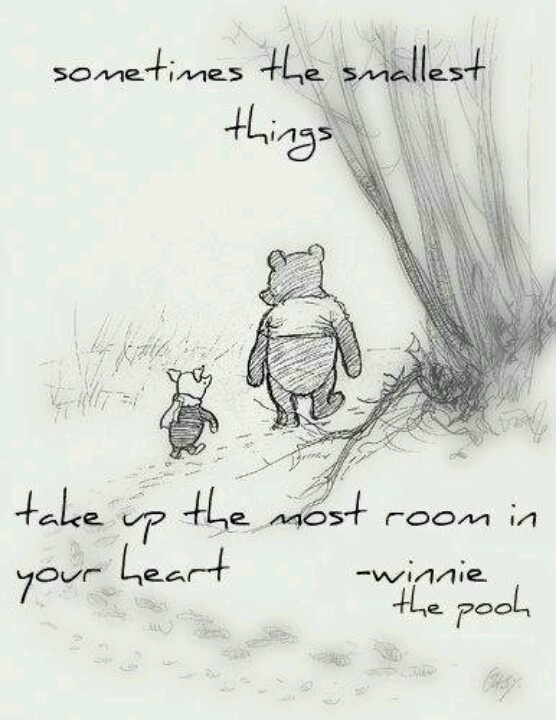 sometimes the smallest
things
take up the most room in
your heart
-winnie
the pooh